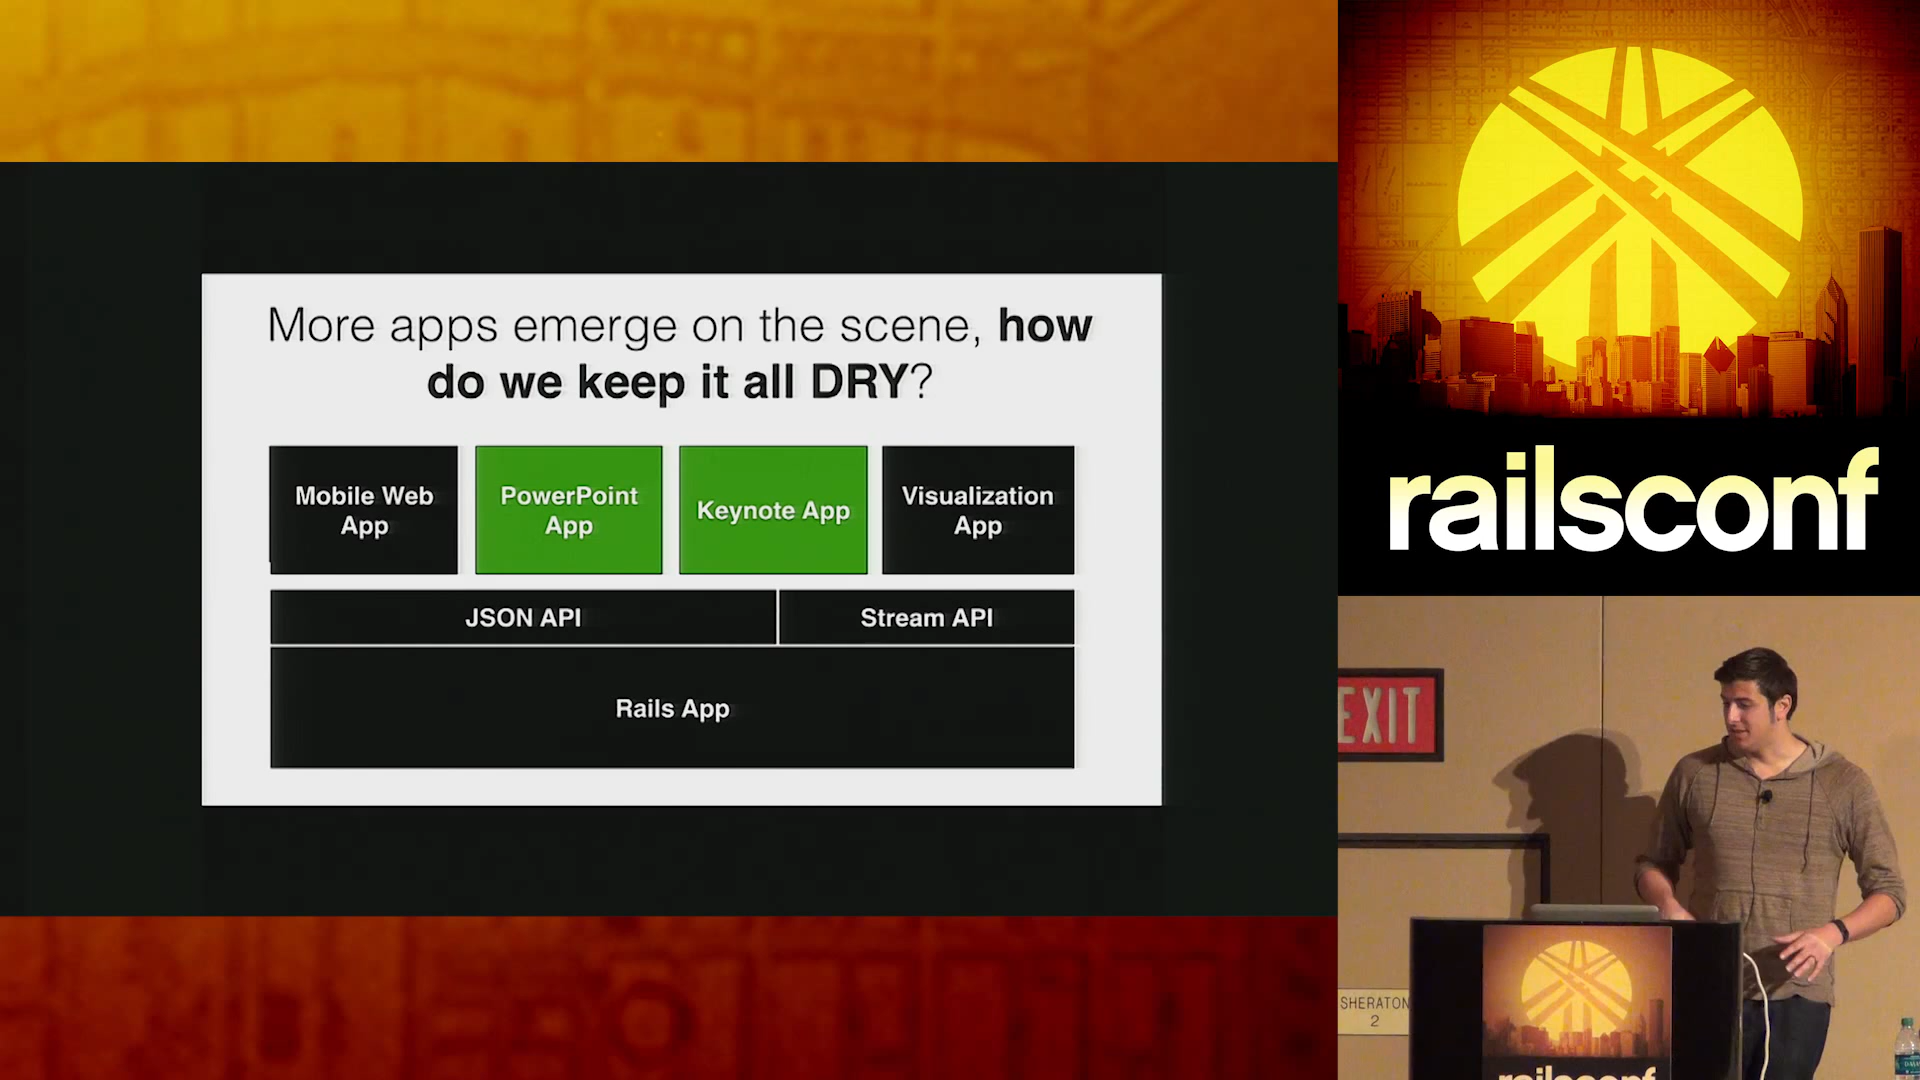 More apps emerge on the scene, how
do we keep it all DRY?
Mobile Web
App
PowerPoint
App
Keynote App
Visualization
App
JSON API
Stream API
Rails App
railsconf
EXIT
SHERATON
2
railsconf